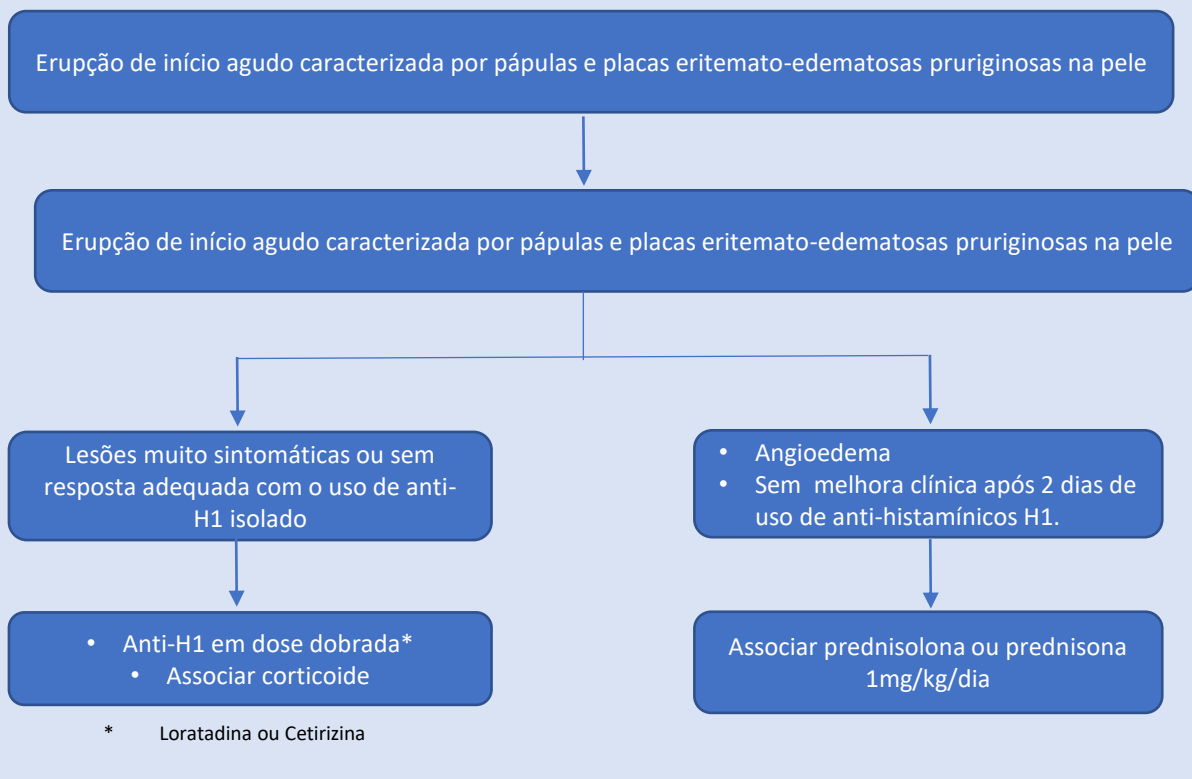 Erupção de início agudo caracterizada por pápulas e placas eritemato-edematosas pruriginosas na pele
Erupção de início agudo caracterizada por pápulas e placas eritemato-edematosas pruriginosas na pele
Lesões muito sintomáticas ou sem
resposta adequada com o uso de anti-
H1 isolado
• Angioedema
• Sem melhora clínica após 2 dias de
uso de anti-histamínicos H1.
• Anti-H1 em dose dobrada*
• Associar corticoide
Associar prednisolona ou prednisona
1mg/kg/dia
* Loratadina ou Cetirizina